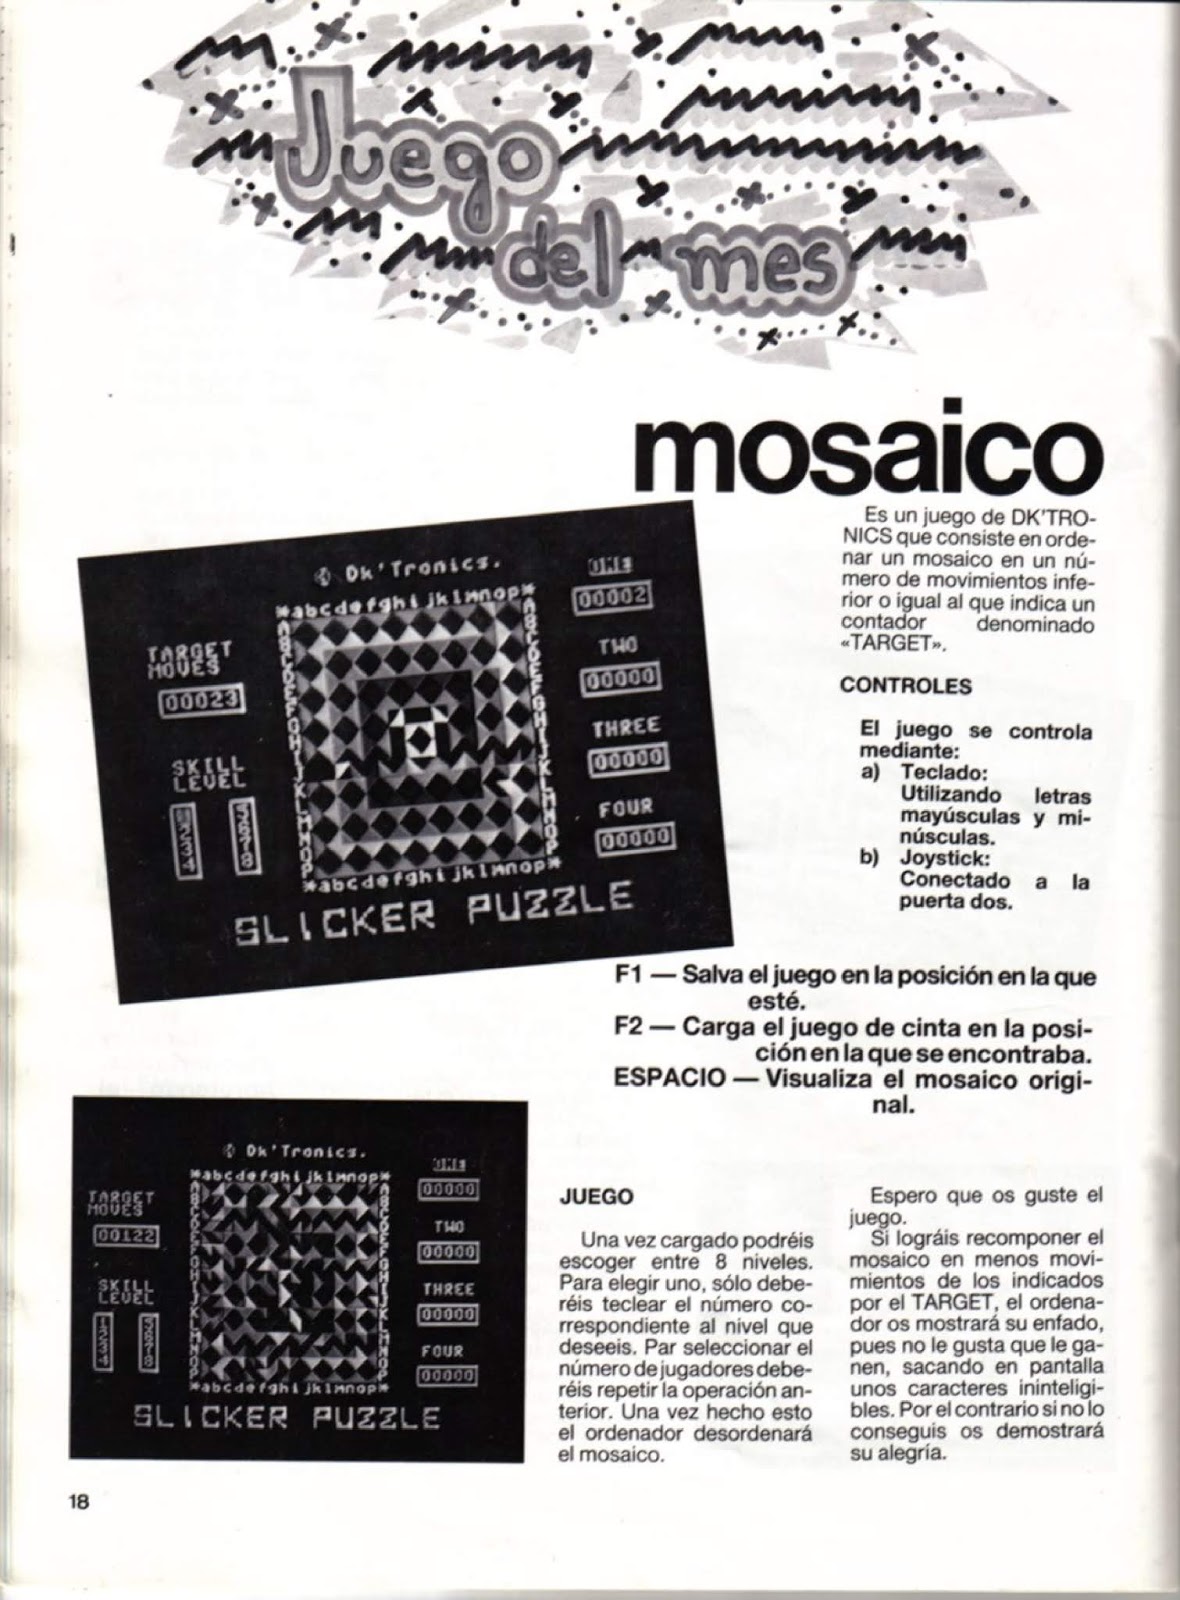 Juego
del mes
mosaico
Es un juego de DK'TRO-
NICS que consiste en orde-
nar un mosaico en un nú-
mero de movimientos infe-
rior o igual al que indica un
contador denominado
«TARGET».
CONTROLES
El juego se controla
mediante:
a) Teclado:
Utilizando letras
mayúsculas y mi-
núsculas.
b) Joystick:
Conectado a la
puerta dos.
© Dk'Tronics.
*abcdefghijklmnop*
ABCDEFGHIJKLMNOP
ABCDEFGHIJKLMNOP
*abcdefghijklmnop*
TARGET
MOVES
00023
SKILL
LEVEL
1234
5678
ONE
00002
TWO
00000
THREE
00000
FOUR
00000
SLICKER PUZZLE
F1 — Salva el juego en la posición en la que
esté.
F2 — Carga el juego de cinta en la posi-
ción en la que se encontraba.
ESPACIO — Visualiza el mosaico origi-
nal.
© Dk'Tronics.
*abcdefghijklmnop*
ABCDEFGHIJKLMNOP
ABCDEFGHIJKLMNOP
*abcdefghijklmnop*
TARGET
MOVES
00122
SKILL
LEVEL
1234
5678
ONE
00000
TWO
00000
THREE
00000
FOUR
00000
SLICKER PUZZLE
JUEGO
Una vez cargado podréis
escoger entre 8 niveles.
Para elegir uno, sólo debe-
réis teclear el número co-
rrespondiente al nivel que
deseeis. Par seleccionar el
número de jugadores debe-
réis repetir la operación an-
terior. Una vez hecho esto
el ordenador desordenará
el mosaico.
Espero que os guste el
juego.
Si lográis recomponer el
mosaico en menos movi-
mientos de los indicados
por el TARGET, el ordena-
dor os mostrará su enfado,
pues no le gusta que le ga-
nen, sacando en pantalla
unos caracteres ininteligi-
bles. Por el contrario si no lo
conseguis os demostrará
su alegría.
18